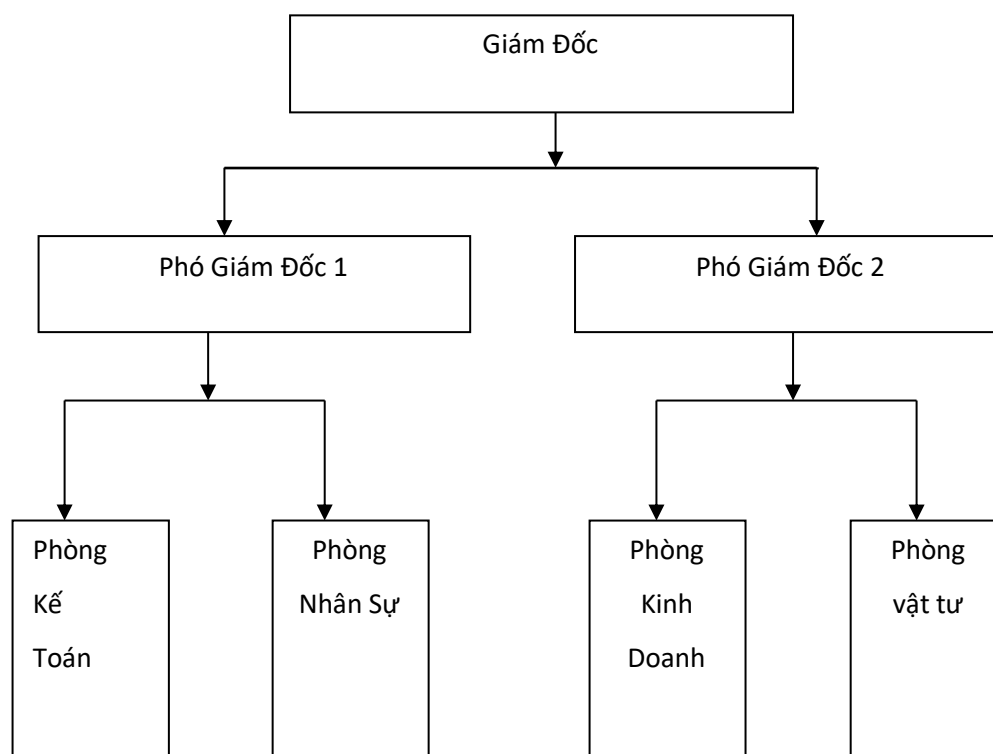 Giám Đốc
Phó Giám Đốc 1
Phó Giám Đốc 2
Phòng
Kế
Toán
Phòng
Nhân Sự
Phòng
Kinh
Doanh
Phòng
vật tư